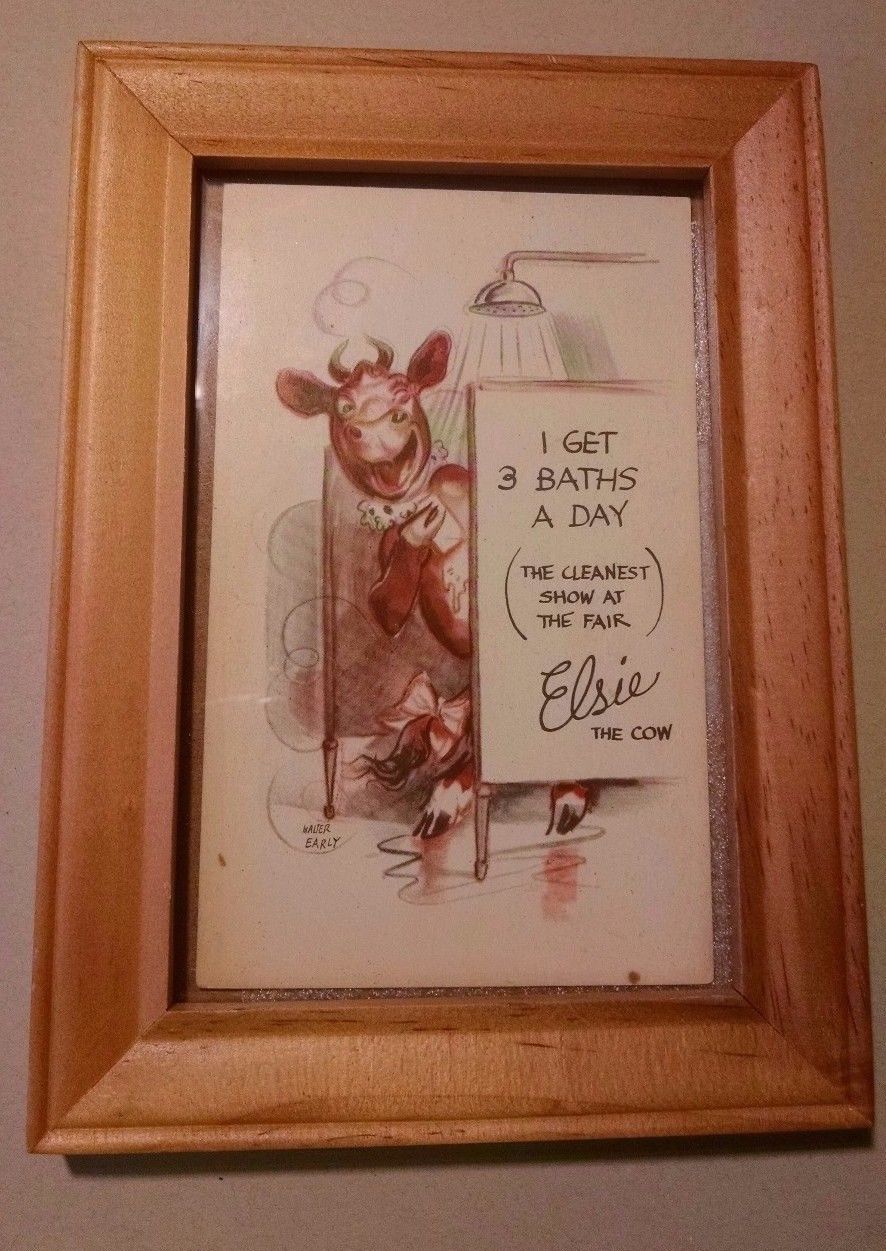 I GET
3 BATHS
A DAY
(THE CLEANEST
SHOW AT
THE FAIR)
Elsie
THE COW
WALTER
EARLY